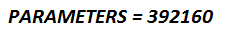 PARAMETERS = 392160